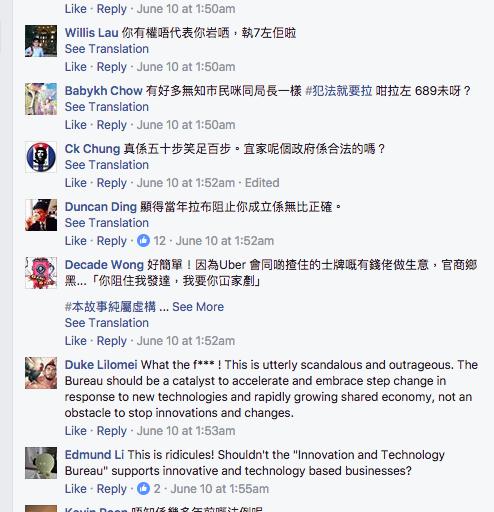 Like · Reply · June 10 at 1:50am
Willis Lau 你有權唔代表你岩哂，執7左佢啦
See Translation
Like · Reply · June 10 at 1:50am
Babykh Chow 有好多無知市民咪同局長一樣 #犯法就要拉 咁拉左 689未呀？
See Translation
Like · Reply · June 10 at 1:50am
Ck Chung 真係五十步笑足百步。宜家呢個政府係合法的嗎？
See Translation
Like · Reply · June 10 at 1:52am · Edited
Duncan Ding 顯得當年拉布阻止你成立係無比正確。
See Translation
Like · Reply · 12 · June 10 at 1:52am
Decade Wong 好簡單！因為Uber 會同啲揸住的士牌嘅有錢佬做生意，官商鄉
黑...「你阻住我發達，我要你冚家剷」
#本故事純屬虛構 ... See More
See Translation
Like · Reply · June 10 at 1:52am
Duke Lilomei What the f*** ! This is utterly scandalous and outrageous. The
Bureau should be a catalyst to accelerate and embrace step change in
response to new technologies and rapidly growing shared economy, not an
obstacle to stop innovations and changes.
Like · Reply · June 10 at 1:53am
Edmund Li This is ridicules! Shouldn't the "Innovation and Technology
Bureau" supports innovative and technology based businesses?
Like · Reply · 2 · June 10 at 1:55am